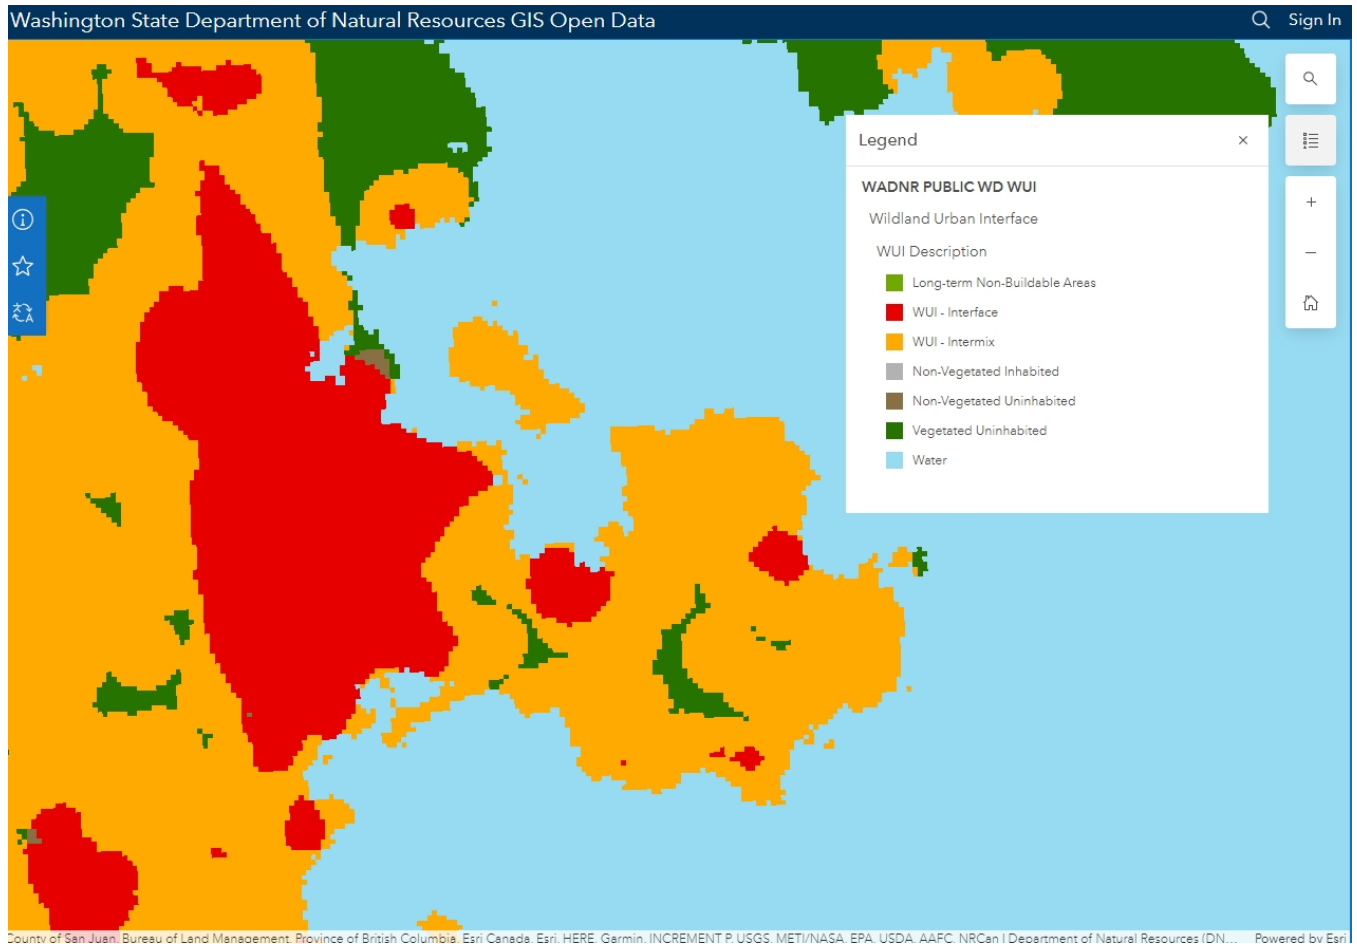 Washington State Department of Natural Resources GIS Open Data
Sign In
Legend
WADNR PUBLIC WD WUI
Wildland Urban Interface
WUI Description
Long-term Non-Buildable Areas
WUI - Interface
WUI - Intermix
Non-Vegetated Inhabited
Non-Vegetated Uninhabited
Vegetated Uninhabited
Water
County of San Juan, Bureau of Land Management, Province of British Columbia, Esri Canada, Esri, HERE, Garmin, INCREMENT P, USGS, METI/NASA, EPA, USDA, AAFC, NRCan | Department of Natural Resources (DN...
Powered by Esri